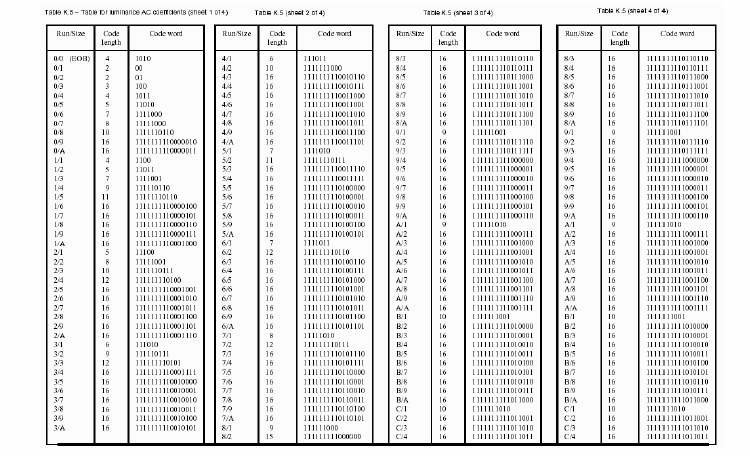 Table K.5 – Table for luminance AC coefficients (sheet 1 of 4)
Run/Size Code length Code word
0/0 (EOB) 4 1010
0/1 2 00
0/2 2 01
0/3 3 100
0/4 4 1011
0/5 5 11010
0/6 7 1111000
0/7 8 11111000
0/8 10 1111110110
0/9 16 1111111110000010
0/A 16 1111111110000011
1/1 4 1100
1/2 5 11011
1/3 7 1111001
1/4 9 111110110
1/5 11 11111110110
1/6 16 1111111110000100
1/7 16 1111111110000101
1/8 16 1111111110000110
1/9 16 1111111110000111
1/A 16 1111111110001000
2/1 5 11100
2/2 8 11111001
2/3 10 1111110111
2/4 12 111111110100
2/5 16 1111111110001001
2/6 16 1111111110001010
2/7 16 1111111110001011
2/8 16 1111111110001100
2/9 16 1111111110001101
2/A 16 1111111110001110
3/1 6 111010
3/2 9 111110111
3/3 12 111111110101
3/4 16 1111111110001111
3/5 16 1111111110010000
3/6 16 1111111110010001
3/7 16 1111111110010010
3/8 16 1111111110010011
3/9 16 1111111110010100
3/A 16 1111111110010101
Table K.5 (sheet 2 of 4)
Run/Size Code length Code word
4/1 6 111011
4/2 10 1111111000
4/3 16 1111111110010110
4/4 16 1111111110010111
4/5 16 1111111110011000
4/6 16 1111111110011001
4/7 16 1111111110011010
4/8 16 1111111110011011
4/9 16 1111111110011100
4/A 16 1111111110011101
5/1 7 1111010
5/2 11 11111110111
5/3 16 1111111110011110
5/4 16 1111111110011111
5/5 16 1111111110100000
5/6 16 1111111110100001
5/7 16 1111111110100010
5/8 16 1111111110100011
5/9 16 1111111110100100
5/A 16 1111111110100101
6/1 7 1111011
6/2 12 111111110110
6/3 16 1111111110100110
6/4 16 1111111110100111
6/5 16 1111111110101000
6/6 16 1111111110101001
6/7 16 1111111110101010
6/8 16 1111111110101011
6/9 16 1111111110101100
6/A 16 1111111110101101
7/1 8 11111010
7/2 12 111111110111
7/3 16 1111111110101110
7/4 16 1111111110101111
7/5 16 1111111110110000
7/6 16 1111111110110001
7/7 16 1111111110110010
7/8 16 1111111110110011
7/9 16 1111111110110100
7/A 16 1111111110110101
8/1 9 111111000
8/2 15 111111111000000
Table K.5 (sheet 3 of 4)
Run/Size Code length Code word
8/3 16 1111111110110110
8/4 16 1111111110110111
8/5 16 1111111110111000
8/6 16 1111111110111001
8/7 16 1111111110111010
8/8 16 1111111110111011
8/9 16 1111111110111100
8/A 16 1111111110111101
9/1 9 111111001
9/2 16 1111111110111110
9/3 16 1111111110111111
9/4 16 1111111111000000
9/5 16 1111111111000001
9/6 16 1111111111000010
9/7 16 1111111111000011
9/8 16 1111111111000100
9/9 16 1111111111000101
9/A 16 1111111111000110
A/1 9 111111010
A/2 16 1111111111000111
A/3 16 1111111111001000
A/4 16 1111111111001001
A/5 16 1111111111001010
A/6 16 1111111111001011
A/7 16 1111111111001100
A/8 16 1111111111001101
A/9 16 1111111111001110
A/A 16 1111111111001111
B/1 10 1111111001
B/2 16 1111111111010000
B/3 16 1111111111010001
B/4 16 1111111111010010
B/5 16 1111111111010011
B/6 16 1111111111010100
B/7 16 1111111111010101
B/8 16 1111111111010110
B/9 16 1111111111010111
B/A 16 1111111111011000
C/1 10 1111111010
C/2 16 1111111111011001
C/3 16 1111111111011010
C/4 16 1111111111011011
Table K.5 (sheet 4 of 4)
Run/Size Code length Code word
8/3 16 1111111110110110
8/4 16 1111111110110111
8/5 16 1111111110111000
8/6 16 1111111110111001
8/7 16 1111111110111010
8/8 16 1111111110111011
8/9 16 1111111110111100
8/A 16 1111111110111101
9/1 9 111111001
9/2 16 1111111110111110
9/3 16 1111111110111111
9/4 16 1111111111000000
9/5 16 1111111111000001
9/6 16 1111111111000010
9/7 16 1111111111000011
9/8 16 1111111111000100
9/9 16 1111111111000101
9/A 16 1111111111000110
A/1 9 111111010
A/2 16 1111111111000111
A/3 16 1111111111001000
A/4 16 1111111111001001
A/5 16 1111111111001010
A/6 16 1111111111001011
A/7 16 1111111111001100
A/8 16 1111111111001101
A/9 16 1111111111001110
A/A 16 1111111111001111
B/1 10 1111111001
B/2 16 1111111111010000
B/3 16 1111111111010001
B/4 16 1111111111010010
B/5 16 1111111111010011
B/6 16 1111111111010100
B/7 16 1111111111010101
B/8 16 1111111111010110
B/9 16 1111111111010111
B/A 16 1111111111011000
C/1 10 1111111010
C/2 16 1111111111011001
C/3 16 1111111111011010
C/4 16 1111111111011011